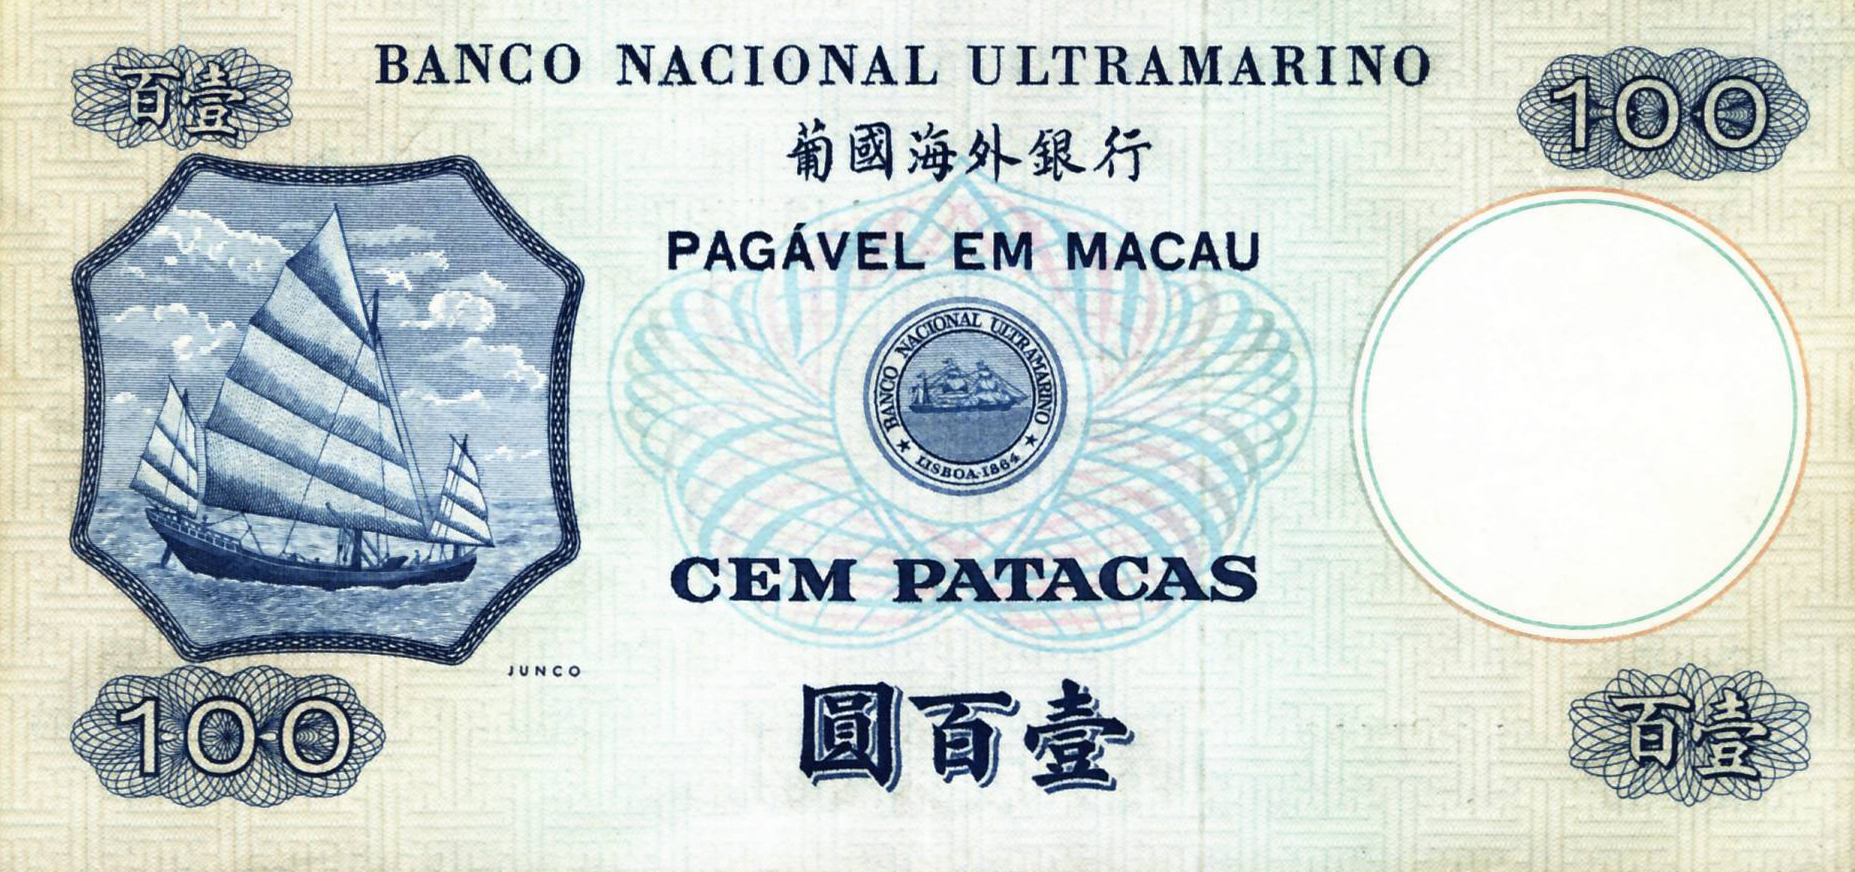 壹百
BANCO NACIONAL ULTRAMARINO
100
葡國海外銀行
PAGÁVEL EM MACAU
BANCO NACIONAL ULTRAMARINO
★ LISBOA-1864 ★
CEM PATACAS
JUNCO
100
壹百圓
壹百